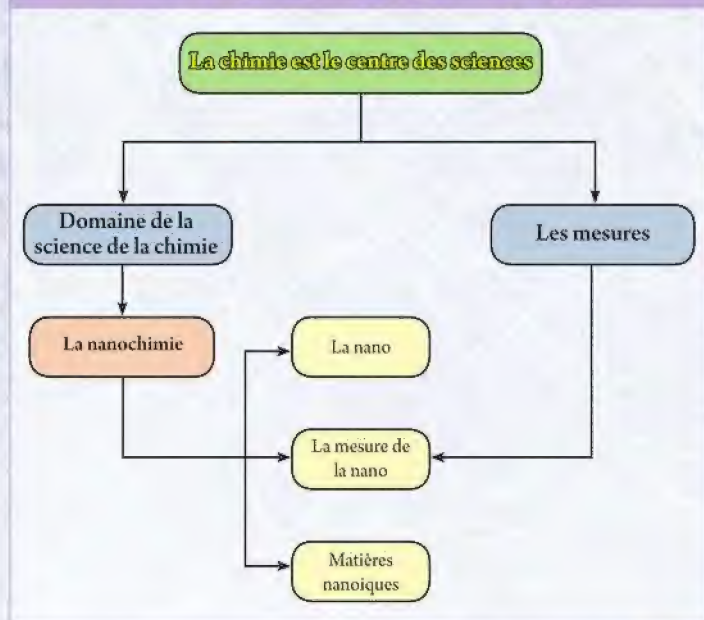 La chimie est le centre des sciences
Domaine de la
science de la chimie
Les mesures
La nanochimie
La nano
La mesure de
la nano
Matières
nanoiques